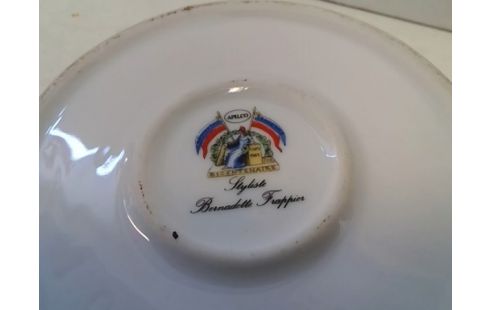 APILCO
BICENTENAIRE
Styliste
Bernadette Frappier